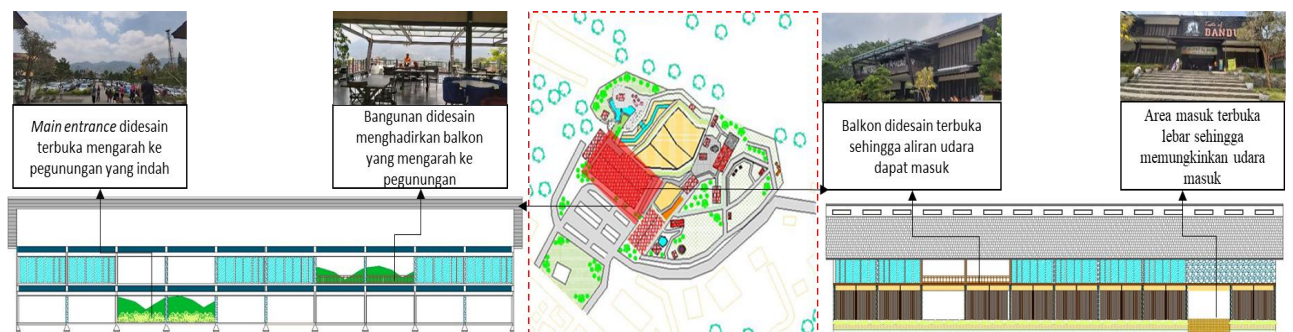 Main entrance didesain
terbuka mengarah ke
pegunungan yang indah
Bangunan didesain
menghadirkan balkon
yang mengarah ke
pegunungan
Balkon didesain terbuka
sehingga aliran udara
dapat masuk
BANDU
Area masuk terbuka
lebar sehingga
memungkinkan udara
masuk